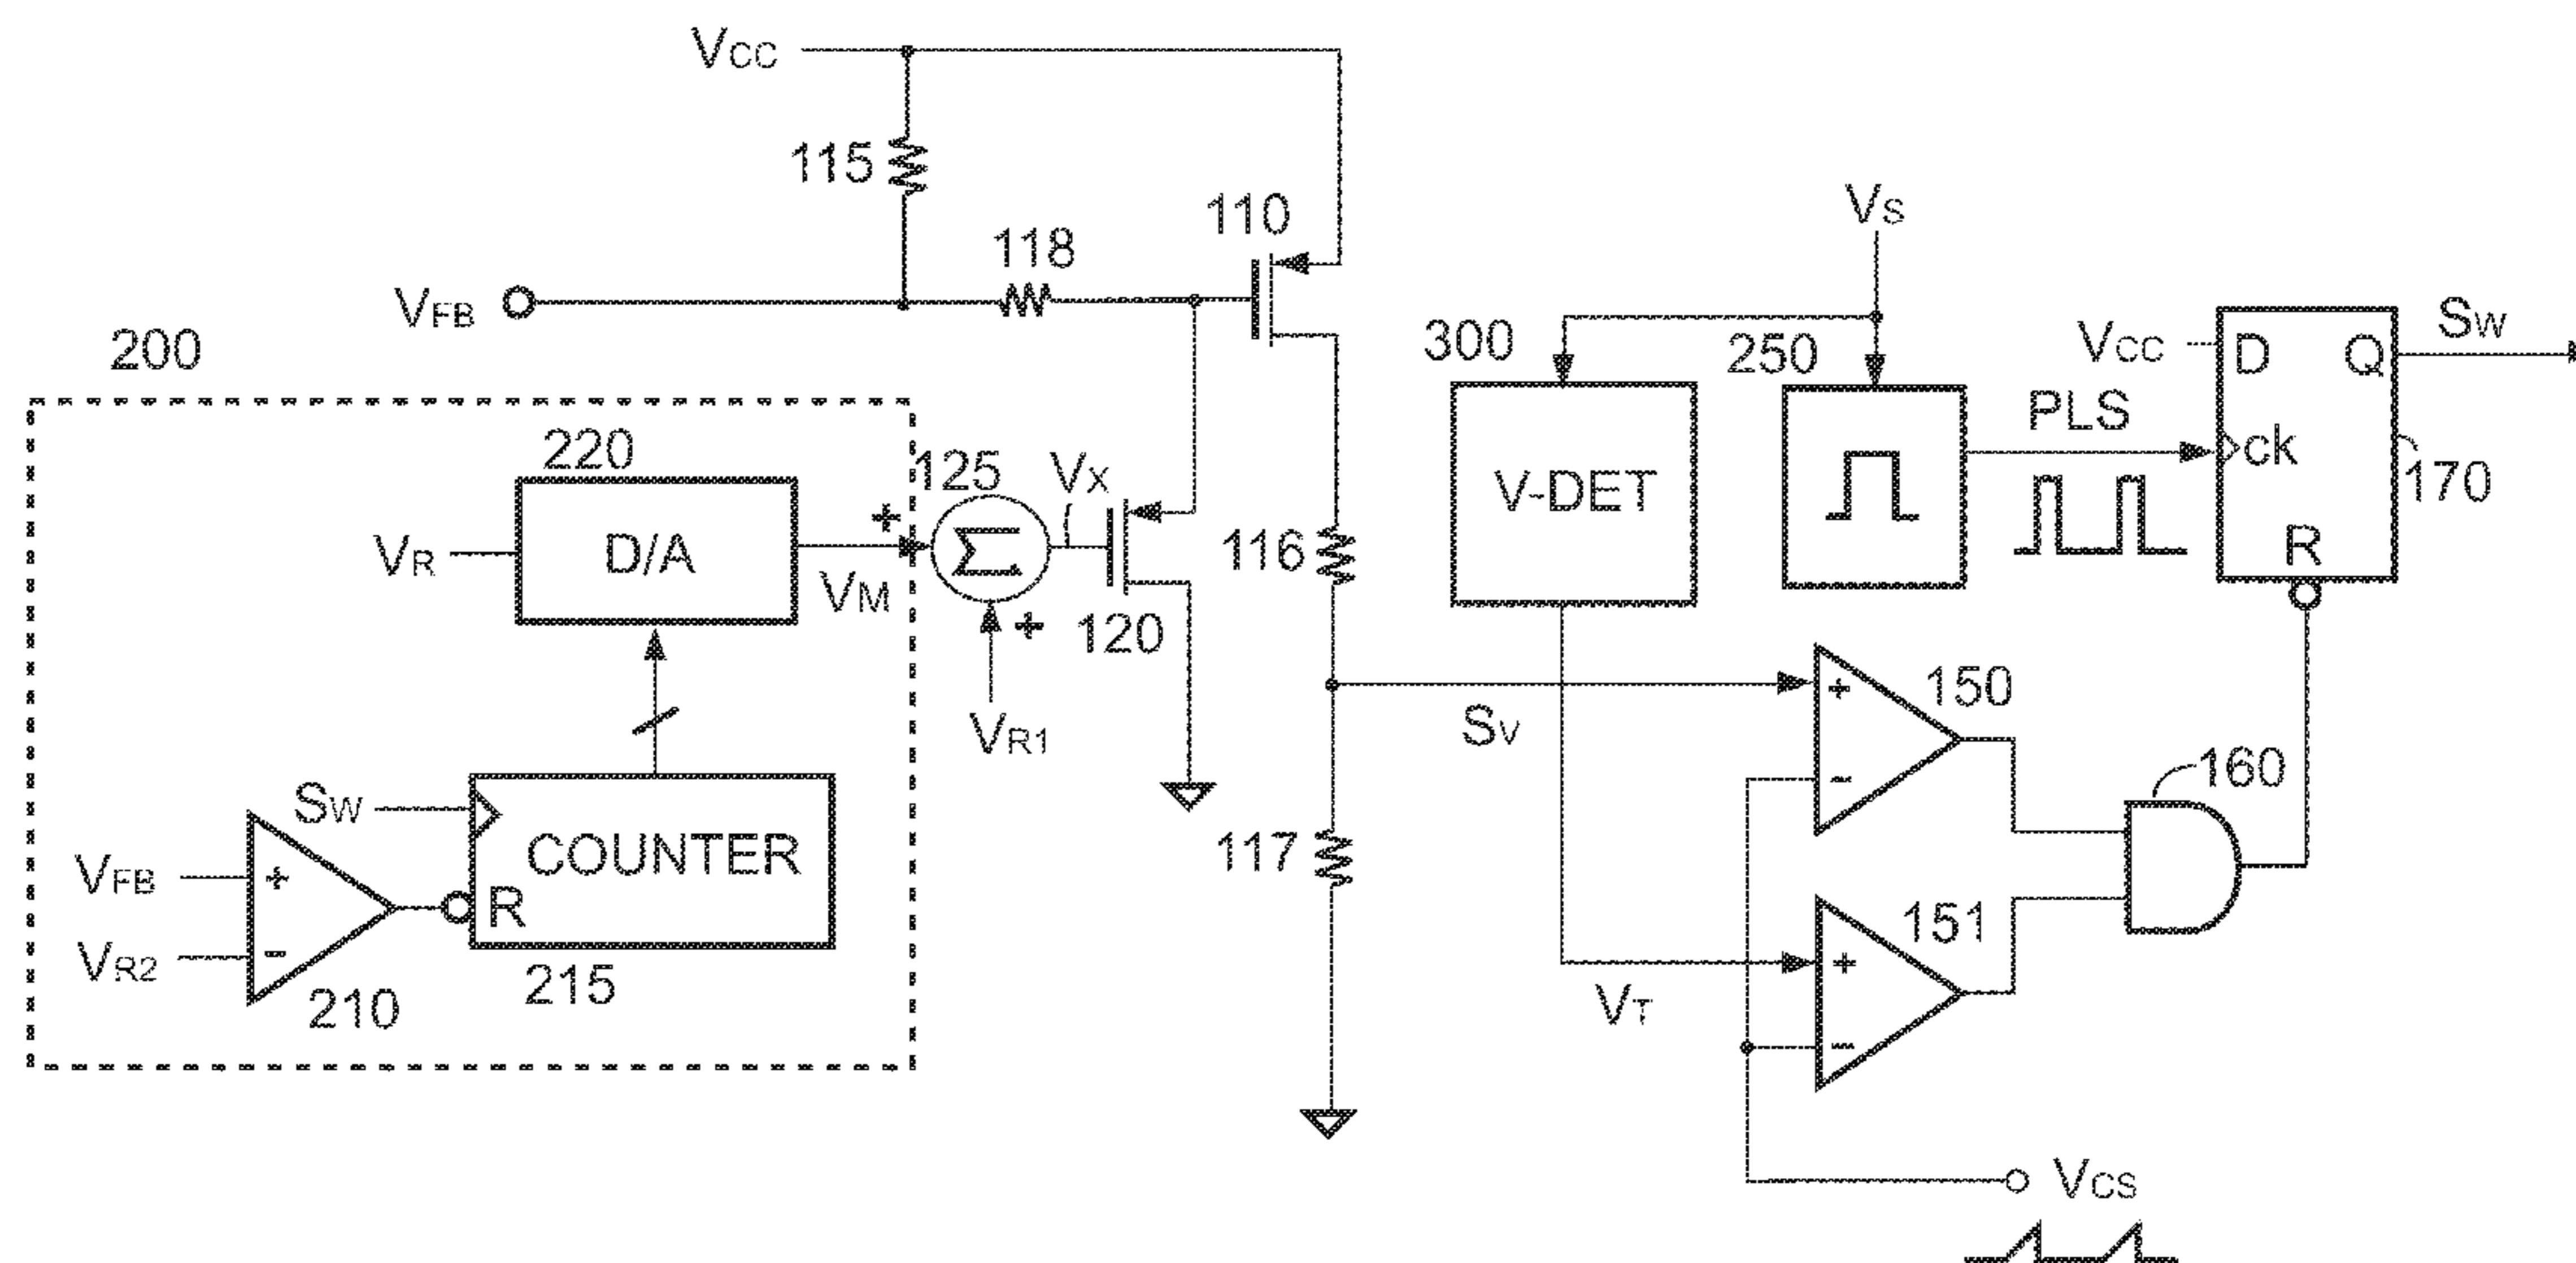 VCC
115
110
118
VS
VFB
200
300
250
VCC
D
Q
SW
PLS
ck
170
R
220
125
VX
V-DET
VR
D/A
+
Σ
VM
116
120
+
VR1
150
+
SV
-
160
SW
COUNTER
117
VFB
+
R
151
VR2
-
+
215
210
VT
-
VCS